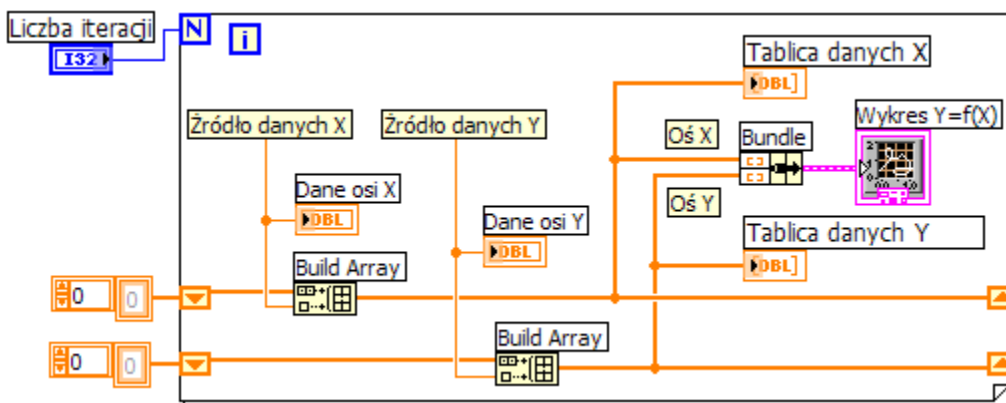 Liczba iteracji
N
i
I32
Tablica danych X
DBL]
Źródło danych X
Źródło danych Y
Oś X
Bundle
Wykres Y=f(X)
Dane osi X
DBL
Oś Y
Dane osi Y
DBL
Tablica danych Y
DBL]
Build Array
0
0
Build Array
0
0